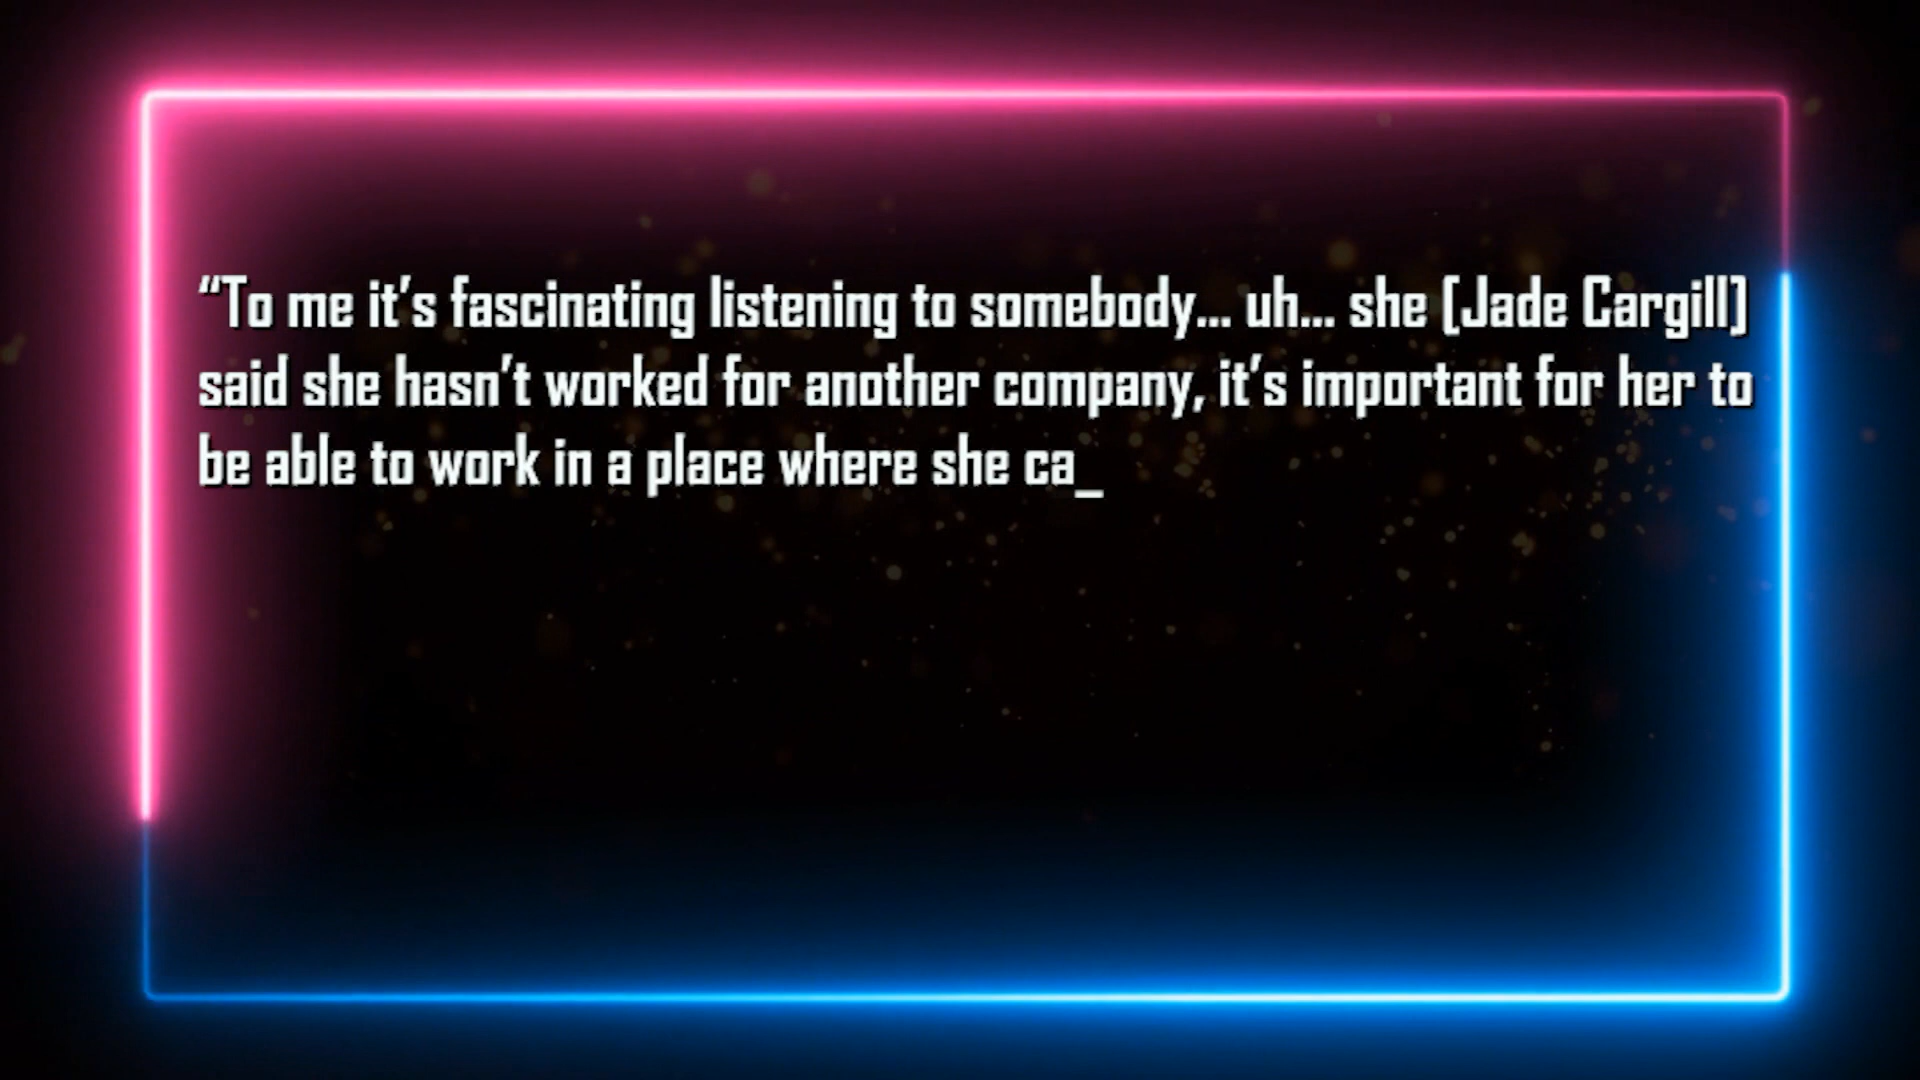 “To me it’s fascinating listening to somebody... uh... she [Jade Cargill]
said she hasn’t worked for another company, it’s important for her to
be able to work in a place where she ca_